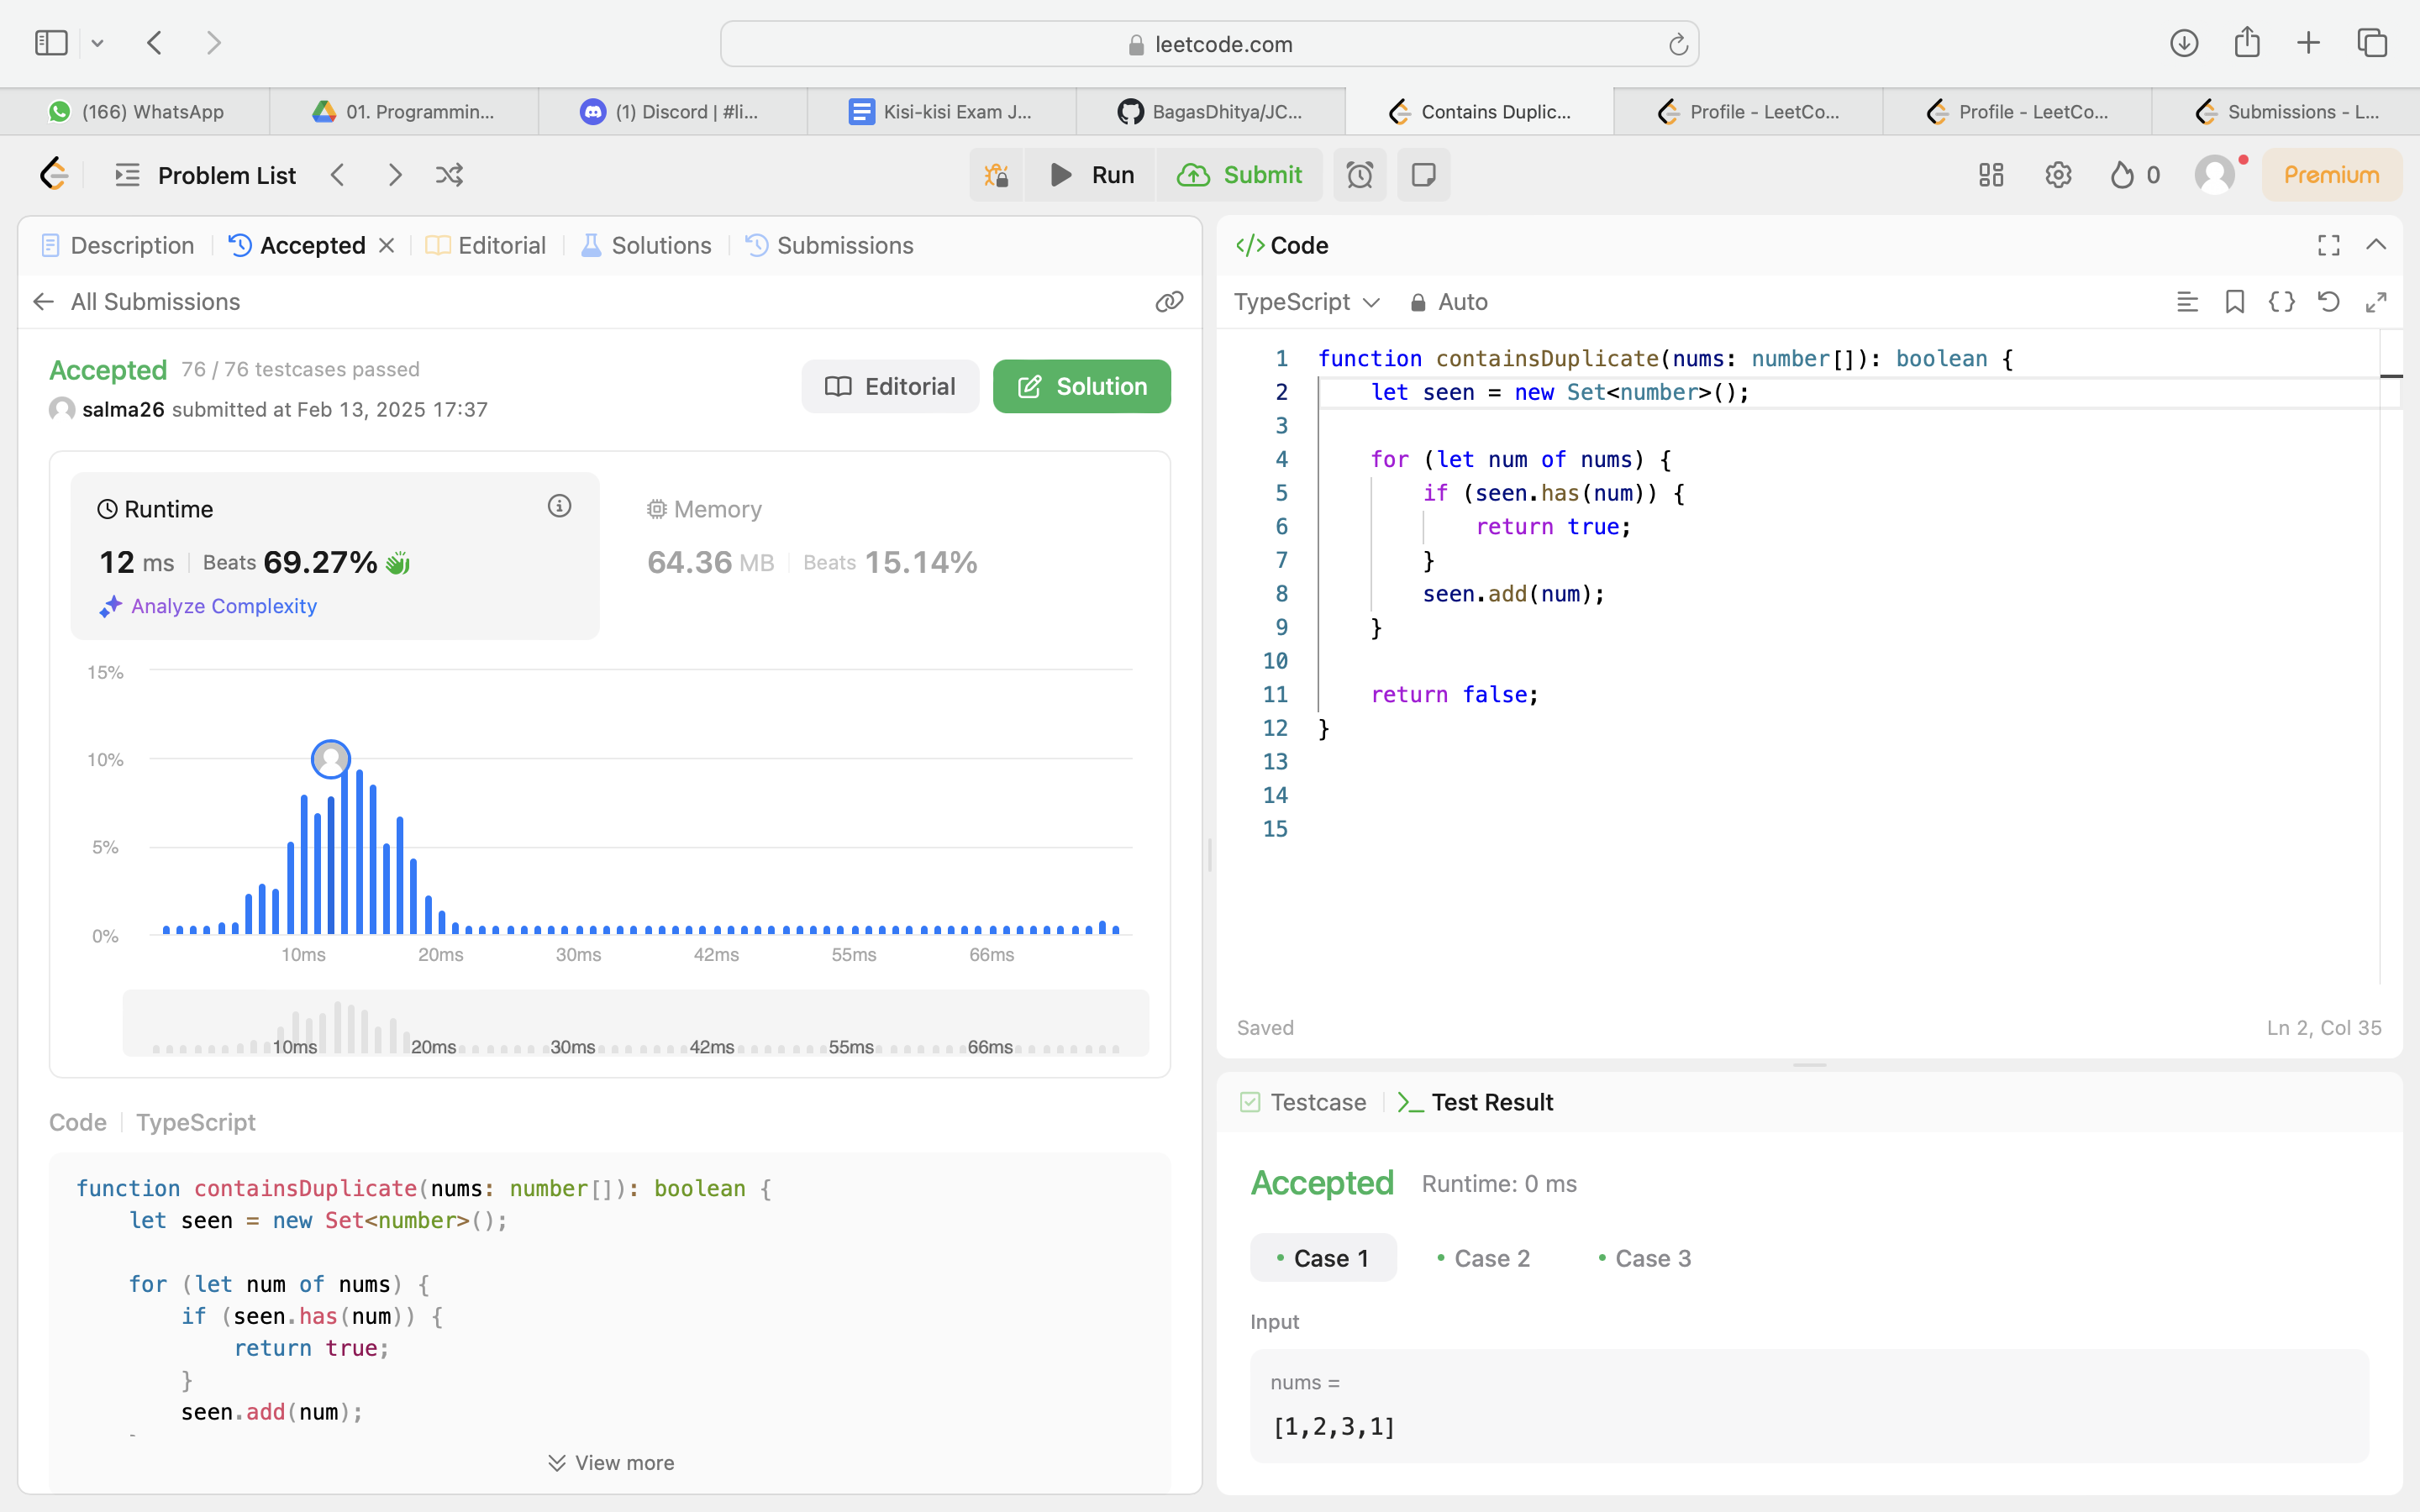 leetcode.com
(166) WhatsApp
01. Programmin...
(1) Discord | #li...
Kisi-kisi Exam J...
BagasDhitya/JC...
Contains Duplic...
Profile - LeetCo...
Profile - LeetCo...
Submissions - L...
Problem List
Run
Submit
0
Premium
Description
Accepted
Editorial
Solutions
Submissions
All Submissions
Accepted 76 / 76 testcases passed
salma26 submitted at Feb 13, 2025 17:37
Editorial
Solution
Runtime
12 ms | Beats 69.27%
Analyze Complexity
Memory
64.36 MB | Beats 15.14%
15%
10%
5%
0%
10ms 20ms 30ms 42ms 55ms 66ms
10ms 20ms 30ms 42ms 55ms 66ms
Code | TypeScript
function containsDuplicate(nums: number[]): boolean {
    let seen = new Set<number>();
    for (let num of nums) {
        if (seen.has(num)) {
            return true;
        }
        seen.add(num);
View more
</> Code
TypeScript
Auto
1 function containsDuplicate(nums: number[]): boolean {
2     let seen = new Set<number>();
3
4     for (let num of nums) {
5         if (seen.has(num)) {
6             return true;
7         }
8         seen.add(num);
9     }
10
11     return false;
12 }
13
14
15
Saved
Ln 2, Col 35
Testcase
>_ Test Result
Accepted Runtime: 0 ms
• Case 1
• Case 2
• Case 3
Input
nums =
[1,2,3,1]